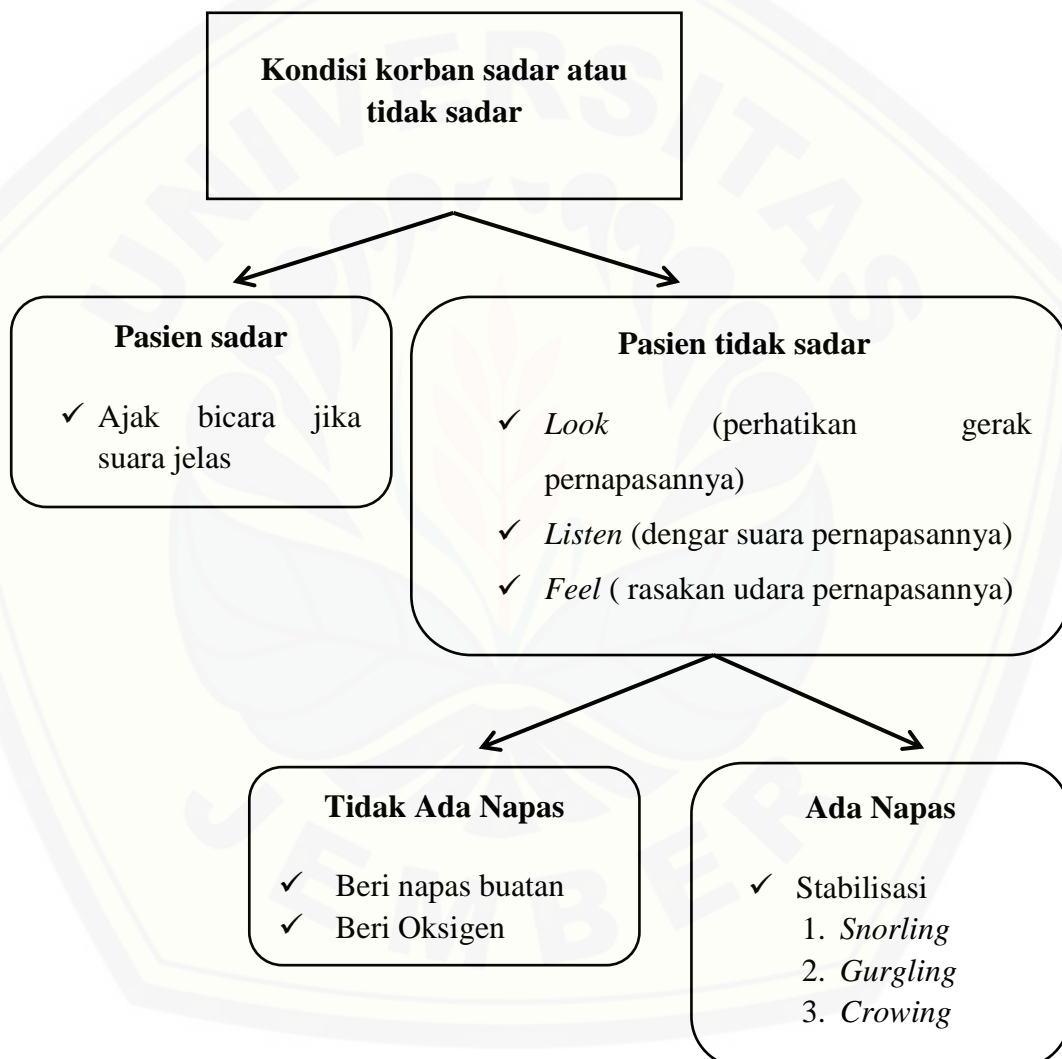 Kondisi korban sadar atau
tidak sadar
Pasien sadar
✓ Ajak bicara jika
suara jelas
Pasien tidak sadar
✓ Look (perhatikan gerak
pernapasannya)
✓ Listen (dengar suara pernapasannya)
✓ Feel ( rasakan udara pernapasannya)
Tidak Ada Napas
✓ Beri napas buatan
✓ Beri Oksigen
Ada Napas
✓ Stabilisasi
1. Snorling
2. Gurgling
3. Crowing
UNIVERSITAS
JEMBER